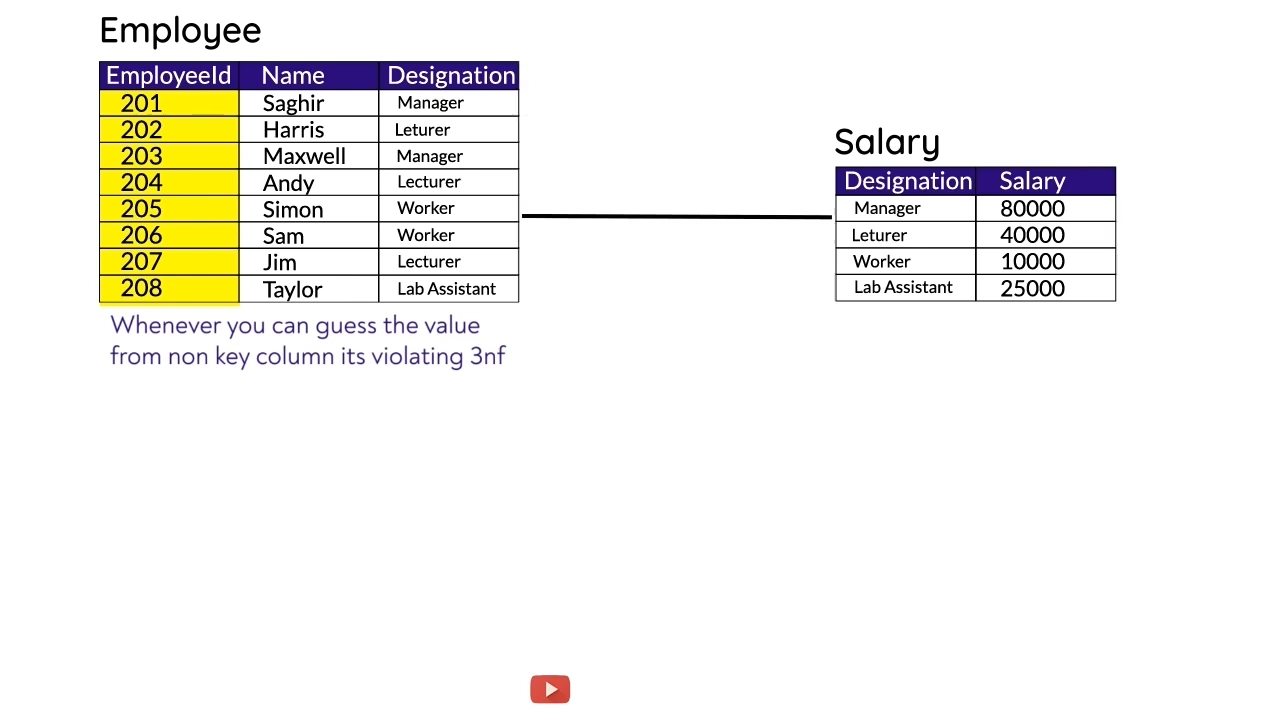 Employee
EmployeeId Name Designation
201 Saghir Manager
202 Harris Leturer
203 Maxwell Manager
204 Andy Lecturer
205 Simon Worker
206 Sam Worker
207 Jim Lecturer
208 Taylor Lab Assistant
Whenever you can guess the value
from non key column its violating 3nf
Salary
Designation Salary
Manager 80000
Leturer 40000
Worker 10000
Lab Assistant 25000